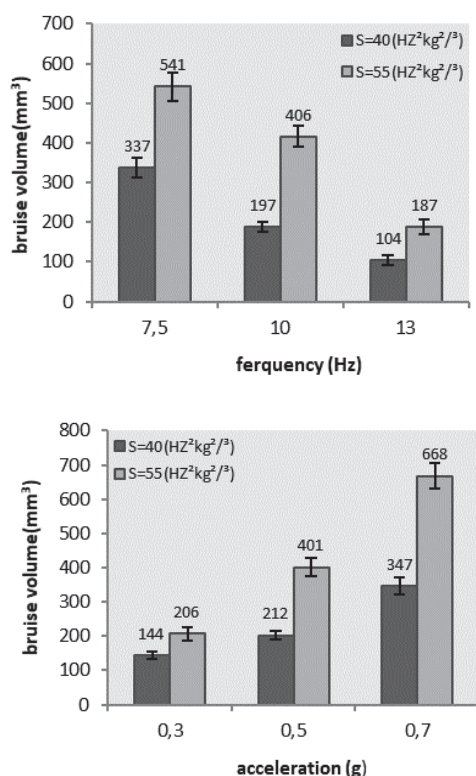 bruise volume(mm³)
700
600
500
400
300
200
100
0
S=40(HZ²kg²/³)
S=55(HZ²kg²/³)
337
541
197
406
104
187
7,5 10 13
ferquency (Hz)
bruise volume(mm³)
800
700
600
500
400
300
200
100
0
S=40(HZ²kg²/³)
S=55(HZ²kg²/³)
144
206
212
401
347
668
0,3 0,5 0,7
acceleration (g)